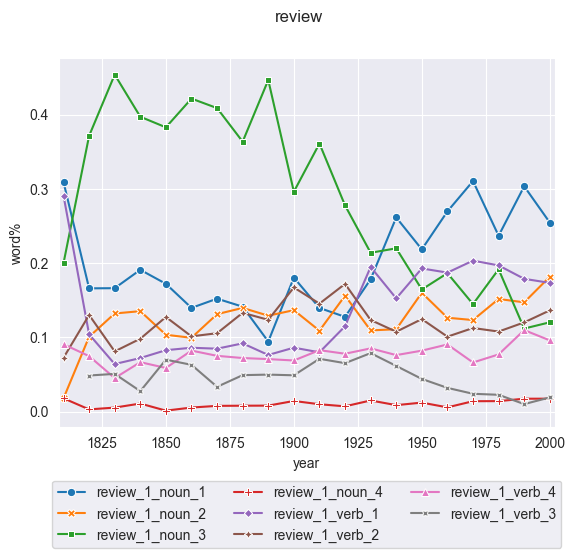 review
0.4
0.3
0.2
0.1
0.0
word%
1825 1850 1875 1900 1925 1950 1975 2000
year
review_1_noun_1 review_1_noun_4 review_1_verb_4
review_1_noun_2 review_1_verb_1 review_1_verb_3
review_1_noun_3 review_1_verb_2